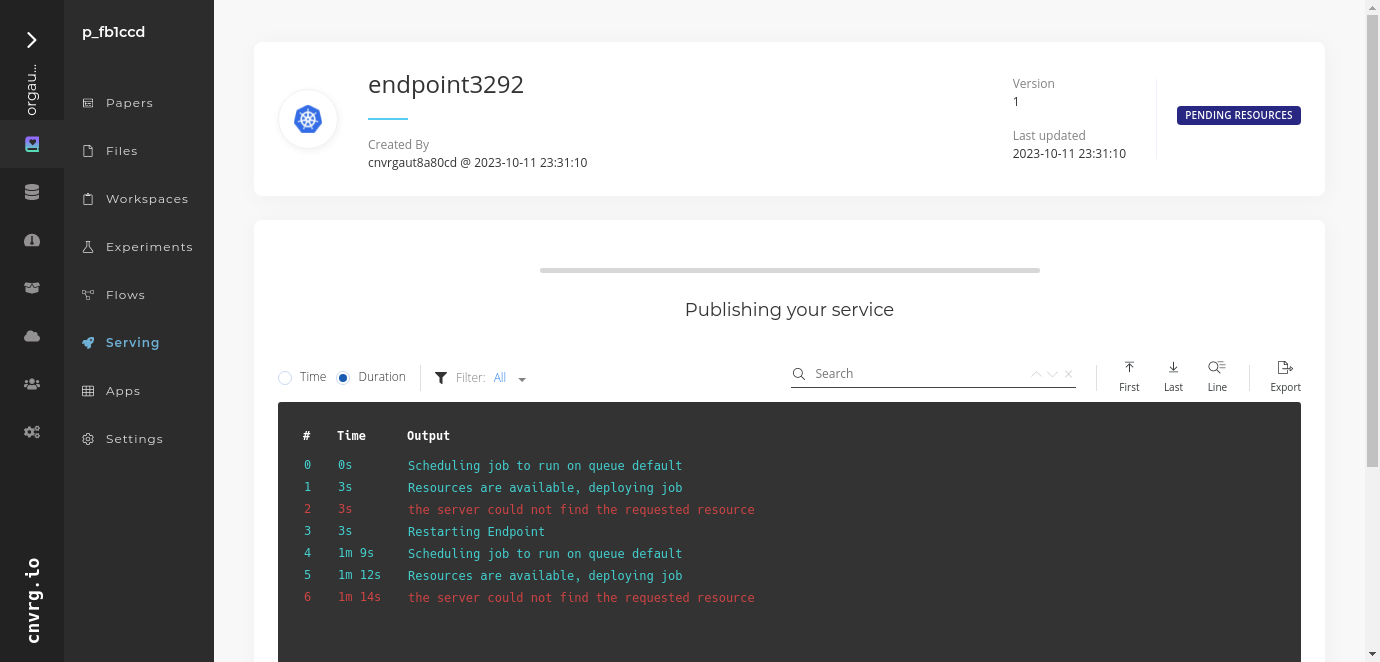 p_fb1ccd
orgau...
Papers
Files
Workspaces
Experiments
Flows
Serving
Apps
Settings
cnvrg.io
endpoint3292
Created By
cnvrgaut8a80cd @ 2023-10-11 23:31:10
Version
1
Last updated
2023-10-11 23:31:10
PENDING RESOURCES
Publishing your service
Time Duration Filter: All Search First Last Line Export
# Time Output
0 0s Scheduling job to run on queue default
1 3s Resources are available, deploying job
2 3s the server could not find the requested resource
3 3s Restarting Endpoint
4 1m 9s Scheduling job to run on queue default
5 1m 12s Resources are available, deploying job
6 1m 14s the server could not find the requested resource